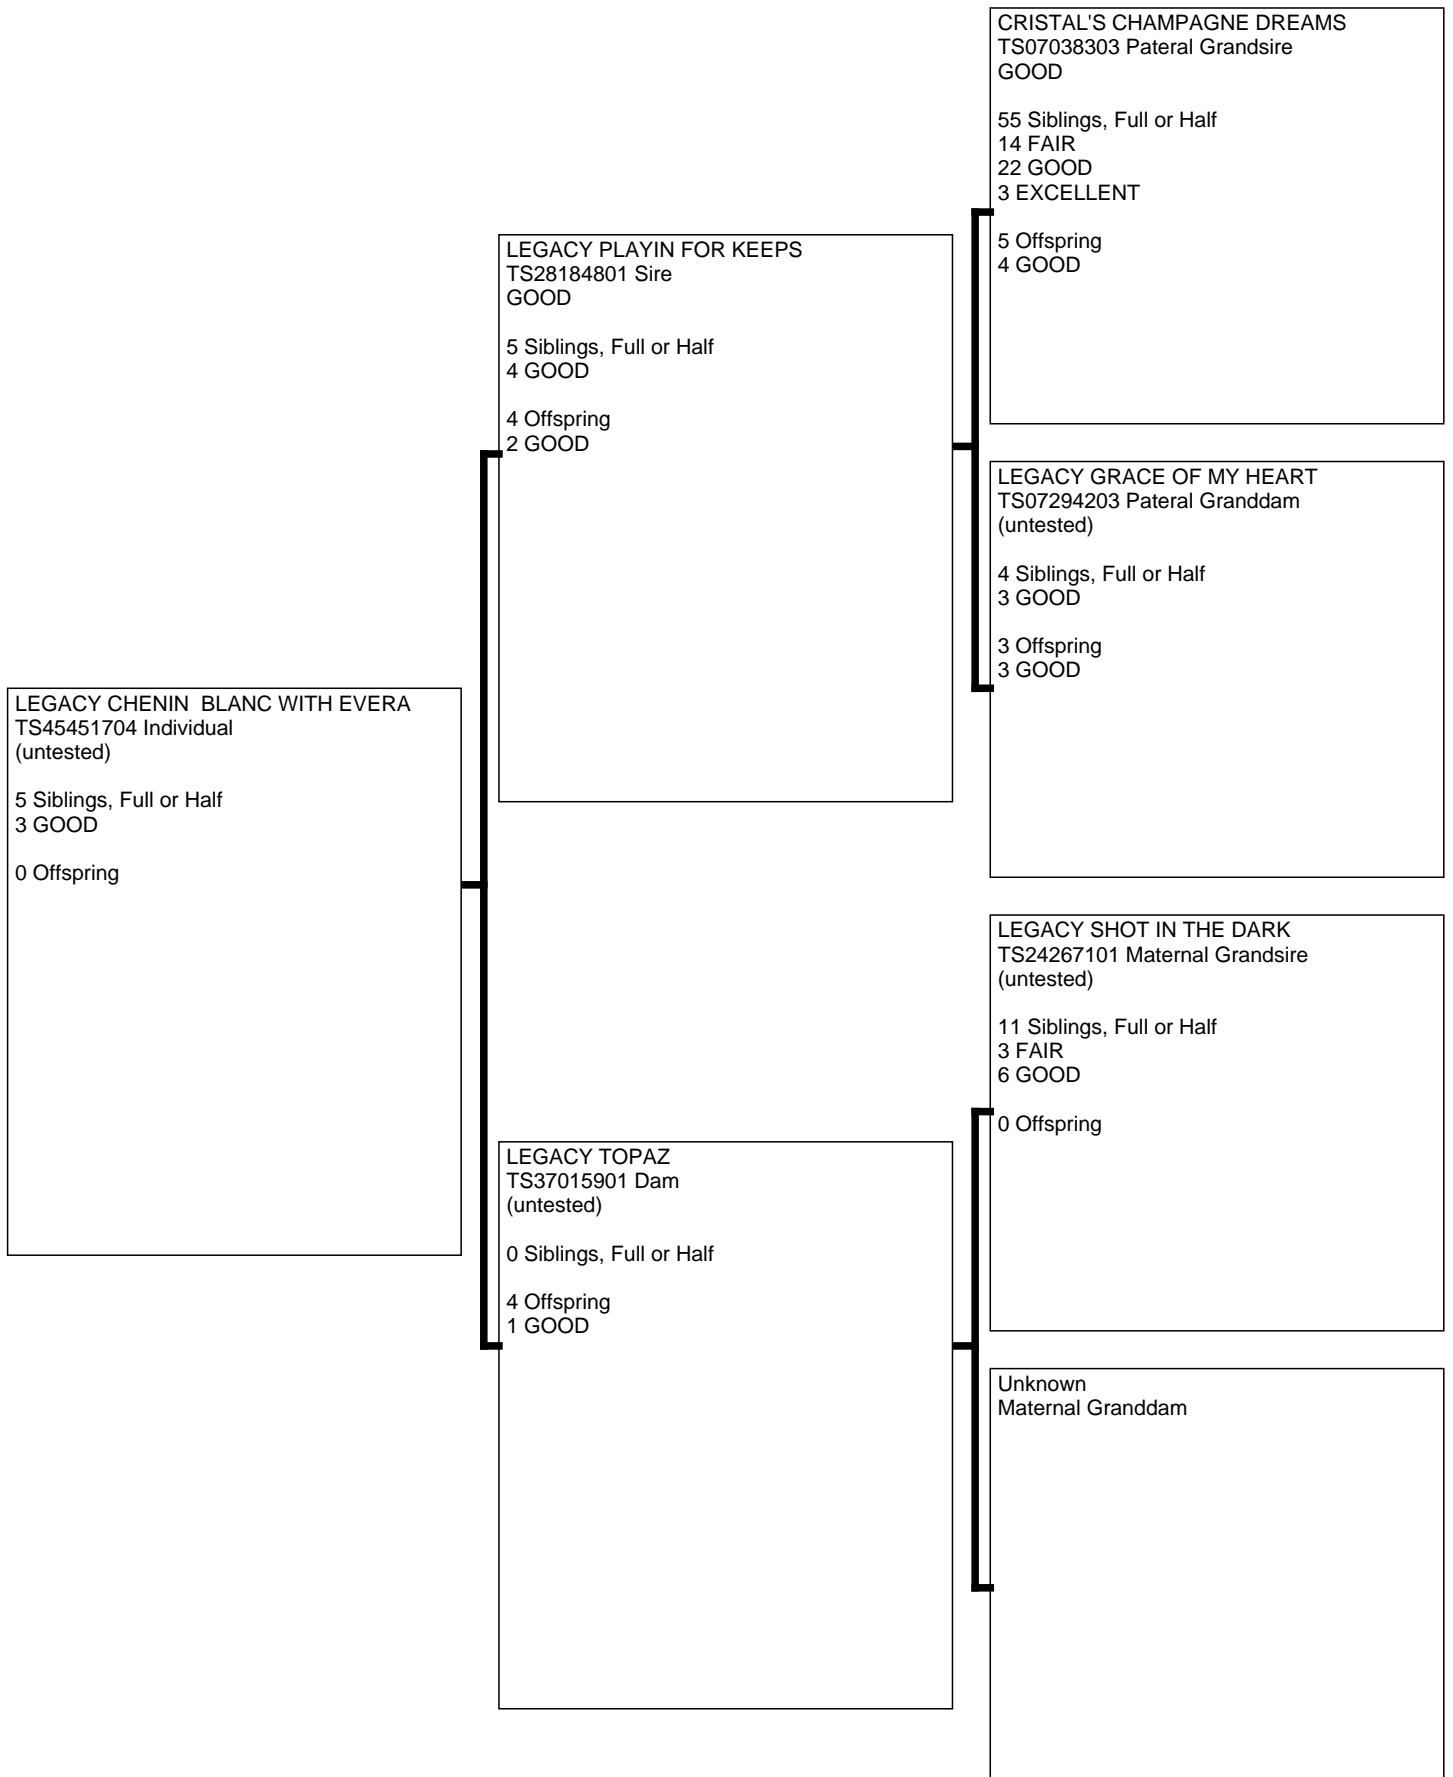 CRISTAL'S CHAMPAGNE DREAMS
TS07038303 Pateral Grandsire
GOOD
55 Siblings, Full or Half
14 FAIR
22 GOOD
3 EXCELLENT
5 Offspring
4 GOOD
LEGACY PLAYIN FOR KEEPS
TS28184801 Sire
GOOD
5 Siblings, Full or Half
4 GOOD
4 Offspring
2 GOOD
LEGACY GRACE OF MY HEART
TS07294203 Pateral Granddam
(untested)
4 Siblings, Full or Half
3 GOOD
3 Offspring
3 GOOD
LEGACY CHENIN  BLANC WITH EVERA
TS45451704 Individual
(untested)
5 Siblings, Full or Half
3 GOOD
0 Offspring
LEGACY SHOT IN THE DARK
TS24267101 Maternal Grandsire
(untested)
11 Siblings, Full or Half
3 FAIR
6 GOOD
0 Offspring
LEGACY TOPAZ
TS37015901 Dam
(untested)
0 Siblings, Full or Half
4 Offspring
1 GOOD
Unknown
Maternal Granddam